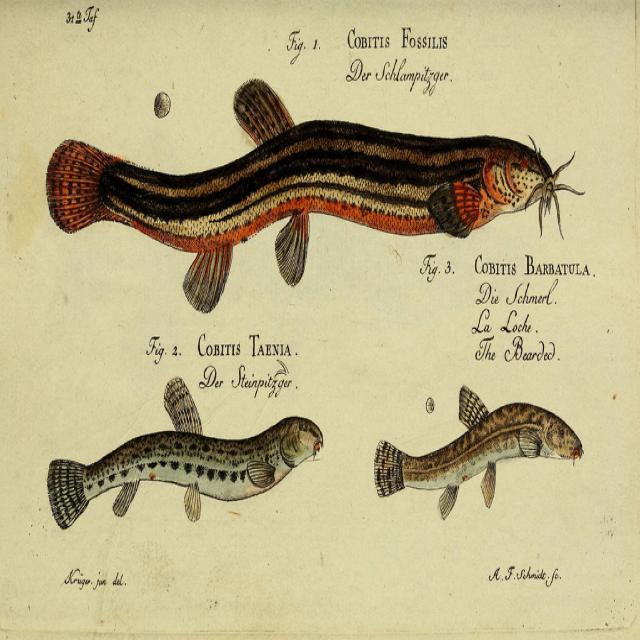 31te Taf
Fig. 1. COBITIS FOSSILIS
Der Schlampitzger.
Fig. 3. COBITIS BARBATULA.
Die Schmerl.
La Loche.
The Bearded.
Fig. 2. COBITIS TAENIA.
Der Steinpitzger.
Krüger. jun del.
A. F. Schmidt. sc.